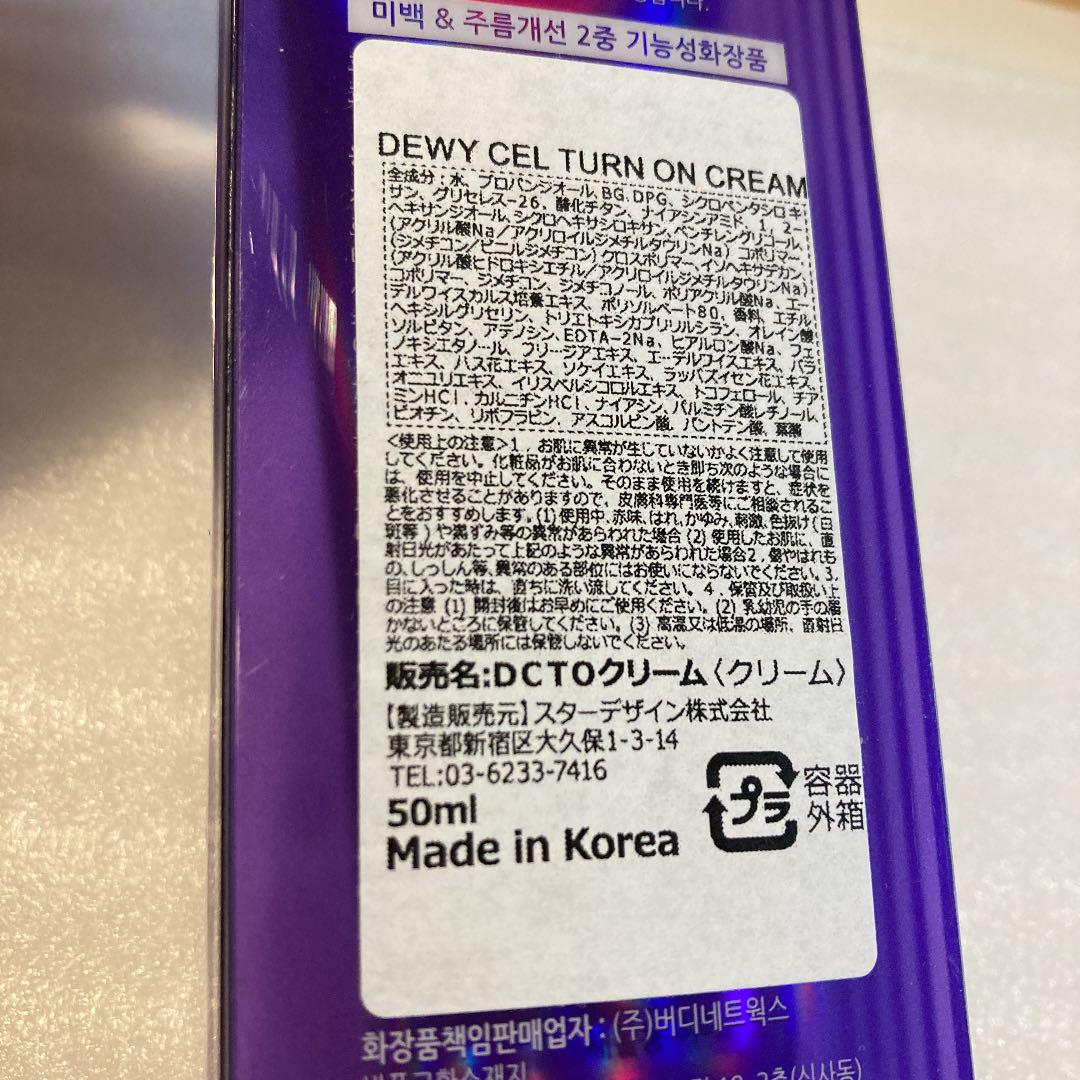 니다.
미백 & 주름개선 2중 기능성화장품
DEWY CEL TURN ON CREAM
全成分：水、プロパンジオール,BG,DPG、シクロペンタシロキ
サン、グリセレス-26、酸化チタン、ナイアシンアミド、1,2-
ヘキサンジオール,シクロヘキサシロキサン,ペンチレングリコール,
(アクリル酸Na/アクリロイルジメチルタウリンNa) コポリマー,
(ジメチコン/ビニルジメチコン)クロスポリマー,イソヘキサデカン,
(アクリル酸ヒドロキシエチル/アクリロイルジメチルタウリンNa)
コポリマー、ジメチコン、ジメチコノール、ポリアクリル酸Na、エー
デルワイスカルス培養エキス、ポリソルベート80、香料、エチル
ヘキシルグリセリン、トリエトキシカプリリルシラン、オレイン酸
ソルビタン、アデノシン,EDTA-2Na、ヒアルロン酸Na、フェ
ノキシエタノール、フリージアエキス、エーデルワイスエキス、バラ
エキス、ハス花エキス、ソケイエキス、ラッパズイセン花エキス,
オニユリエキス、イリスベルシコロルエキス、トコフェロール、チア
ミンHCl、カルニチンHCl、ナイアシン、パルミチン酸レチノール、
ビオチン、リボフラビン、アスコルビン酸、パントテン酸、葉酸
<使用上の注意>1．お肌に異常が生じていないかよく注意して使用
してください。化粧品がお肌に合わないとき即ち次のような場合に
は、使用を中止してください。そのまま使用を続けますと、症状を
悪化させることがありますので、皮膚科専門医等にご相談されるこ
とをおすすめします。(1)使用中、赤味、はれ,かゆみ、刺激、色抜け(白
斑等)や黒ずみ等の異常があらわれた場合(2)使用したお肌に、直
射日光があたって上記のような異常があらわれた場合2．傷やはれも
の、しっしん等、異常のある部位にはお使いにならないでください。3．
目に入った時は、直ちに洗い流してください。4．保管及び取扱い上
の注意 (1) 開封後はお早めにご使用ください。(2) 乳幼児の手の届
かないところに保管してください。(3) 高温又は低温の場所、直射日
光のあたる場所には保管しないでください。
販売名:DCTOクリーム〈クリーム〉
【製造販売元】スターデザイン株式会社
東京都新宿区大久保1-3-14
TEL:03-6233-7416
50ml
Made in Korea
プラ
容器
外箱
화장품책임판매업자 : (주)버디네트웍스
2층(신사동)